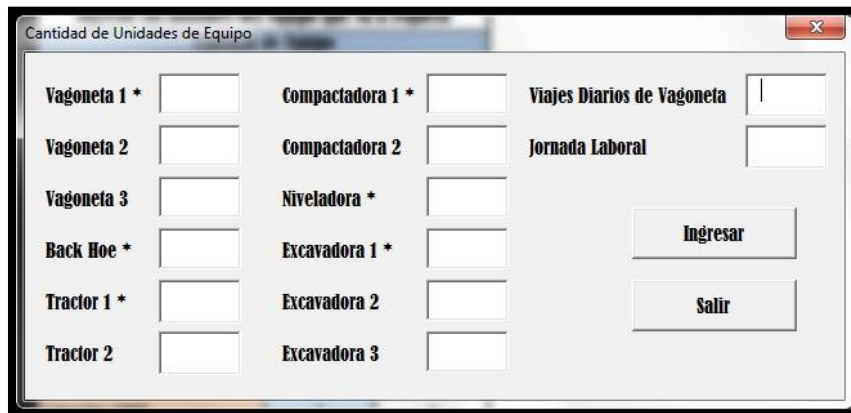 Cantidad de Unidades de Equipo
Vagoneta 1 *
Compactadora 1 *
Viajes Diarios de Vagoneta
Vagoneta 2
Compactadora 2
Jornada Laboral
Vagoneta 3
Niveladora *
Ingresar
Back Hoe *
Excavadora 1 *
Tractor 1 *
Excavadora 2
Salir
Tractor 2
Excavadora 3